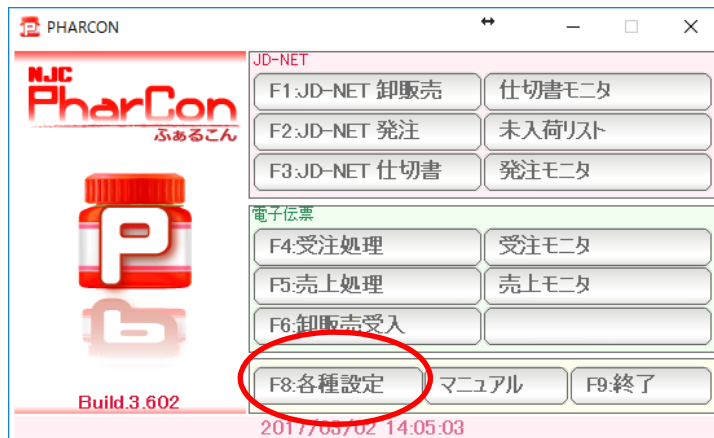 PHARCON
NJC
PharCon
ふぁるこん
P
Build.3.602
JD-NET
F1:JD-NET 卸販売
仕切書モニタ
F2:JD-NET 発注
未入荷リスト
F3:JD-NET 仕切書
発注モニタ
電子伝票
F4:受注処理
受注モニタ
F5:売上処理
売上モニタ
F6:卸販売受入
F8:各種設定
マニュアル
F9:終了
2017/03/02 14:05:03